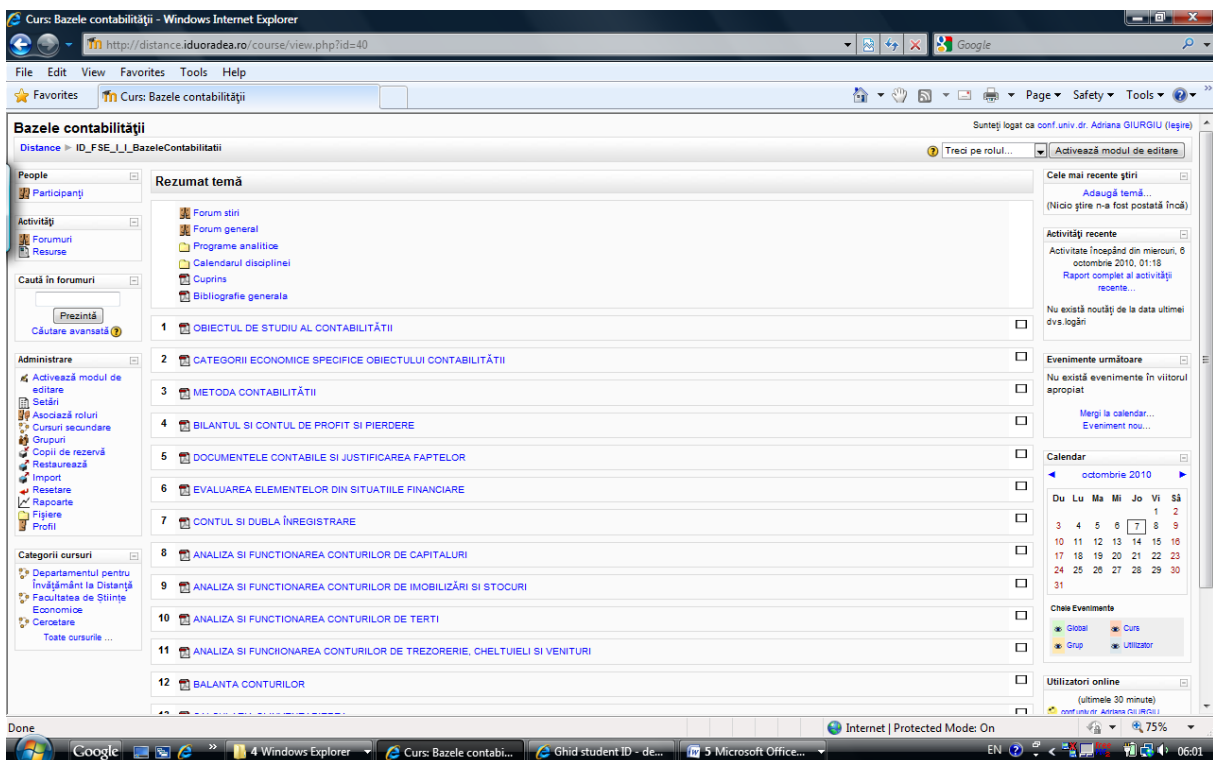 Curs: Bazele contabilităţii - Windows Internet Explorer
http://distance.iduoradea.ro/course/view.php?id=40
Google
File Edit View Favorites Tools Help
Favorites
Curs: Bazele contabilităţii
Page Safety Tools
Bazele contabilităţii
Sunteţi logat ca conf.univ.dr. Adriana GIURGIU (Ieşire)
Distance ► ID_FSE_I_I_BazeleContabilitatii
Treci pe rolul...
Activează modul de editare
People
Participanţi
Activităţi
Forumuri
Resurse
Caută în forumuri
Prezintă
Căutare avansată
Administrare
Activează modul de
editare
Setări
Asociază roluri
Cursuri secundare
Grupuri
Copii de rezervă
Restaurează
Import
Resetare
Rapoarte
Fişiere
Profil
Categorii cursuri
Departamentul pentru
Învăţământ la Distanţă
Facultatea de Ştiinţe
Economice
Cercetare
Toate cursurile ...
Rezumat temă
Forum stiri
Forum general
Programe analitice
Calendarul disciplinei
Cuprins
Bibliografie generala
1 OBIECTUL DE STUDIU AL CONTABILITĂTII
2 CATEGORII ECONOMICE SPECIFICE OBIECTULUI CONTABILITĂTII
3 METODA CONTABILITĂTII
4 BILANTUL SI CONTUL DE PROFIT SI PIERDERE
5 DOCUMENTELE CONTABILE SI JUSTIFICAREA FAPTELOR
6 EVALUAREA ELEMENTELOR DIN SITUATIILE FINANCIARE
7 CONTUL SI DUBLA ÎNREGISTRARE
8 ANALIZA SI FUNCTIONAREA CONTURILOR DE CAPITALURI
9 ANALIZA SI FUNCTIONAREA CONTURILOR DE IMOBILIZĂRI SI STOCURI
10 ANALIZA SI FUNCTIONAREA CONTURILOR DE TERTI
11 ANALIZA SI FUNCIIONAREA CONTURILOR DE TREZORERIE, CHELTUIELI SI VENITURI
12 BALANTA CONTURILOR
Cele mai recente ştiri
Adaugă temă...
(Nicio ştire n-a fost postată încă)
Activităţi recente
Activitate începând din miercuri, 6
octombrie 2010, 01:18
Raport complet al activităţii
recente...
Nu există noutăţi de la data ultimei
dvs.logări
Evenimente următoare
Nu există evenimente în viitorul
apropiat
Mergi la calendar...
Eveniment nou...
Calendar
◄ octombrie 2010 ►
Du Lu Ma Mi Jo Vi Sâ
1 2
3 4 5 6 7 8 9
10 11 12 13 14 15 16
17 18 19 20 21 22 23
24 25 26 27 28 29 30
31
Cheie Evenimente
Global Curs
Grup Utilizator
Utilizatori online
(ultimele 30 minute)
conf.univ.dr. Adriana GIURGIU
Done
Internet | Protected Mode: On
75%
Google
4 Windows Explorer
Curs: Bazele contabi...
Ghid student ID - de...
5 Microsoft Office...
EN
06:01